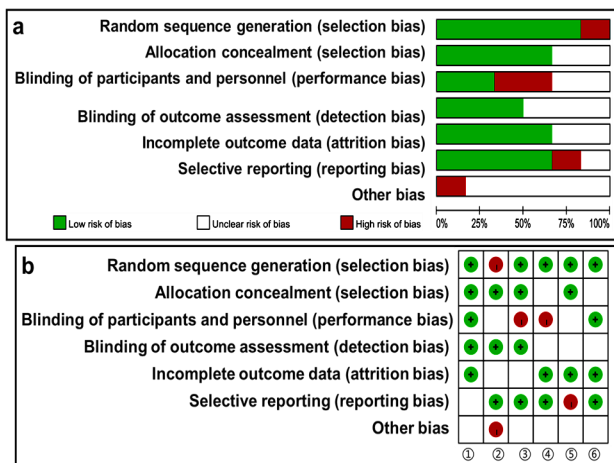 a
Random sequence generation (selection bias)
Allocation concealment (selection bias)
Blinding of participants and personnel (performance bias)
Blinding of outcome assessment (detection bias)
Incomplete outcome data (attrition bias)
Selective reporting (reporting bias)
Other bias
Low risk of bias Unclear risk of bias High risk of bias
0% 25% 50% 75% 100%
b
Random sequence generation (selection bias)
Allocation concealment (selection bias)
Blinding of participants and personnel (performance bias)
Blinding of outcome assessment (detection bias)
Incomplete outcome data (attrition bias)
Selective reporting (reporting bias)
Other bias
① ② ③ ④ ⑤ ⑥